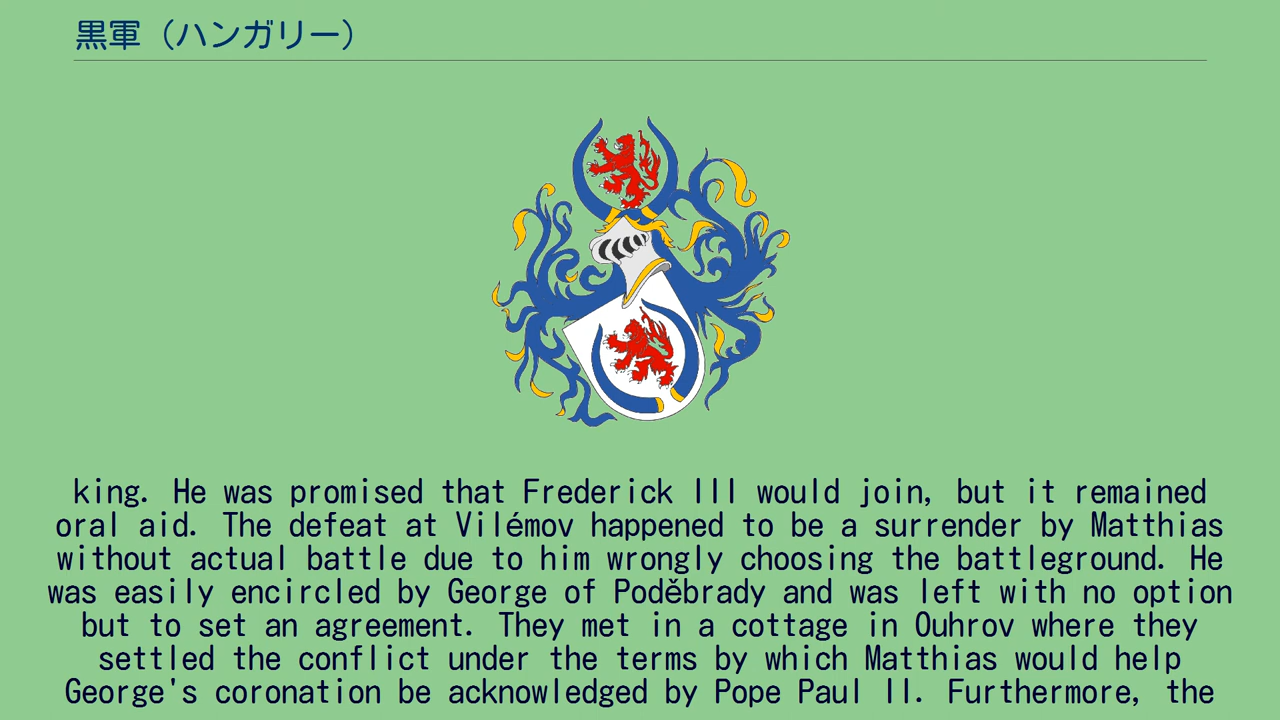 黒軍（ハンガリー）
king. He was promised that Frederick III would join, but it remained
oral aid. The defeat at Vilémov happened to be a surrender by Matthias
without actual battle due to him wrongly choosing the battleground. He
was easily encircled by George of Poděbrady and was left with no option
but to set an agreement. They met in a cottage in Ouhrov where they
settled the conflict under the terms by which Matthias would help
George's coronation be acknowledged by Pope Paul II. Furthermore, the